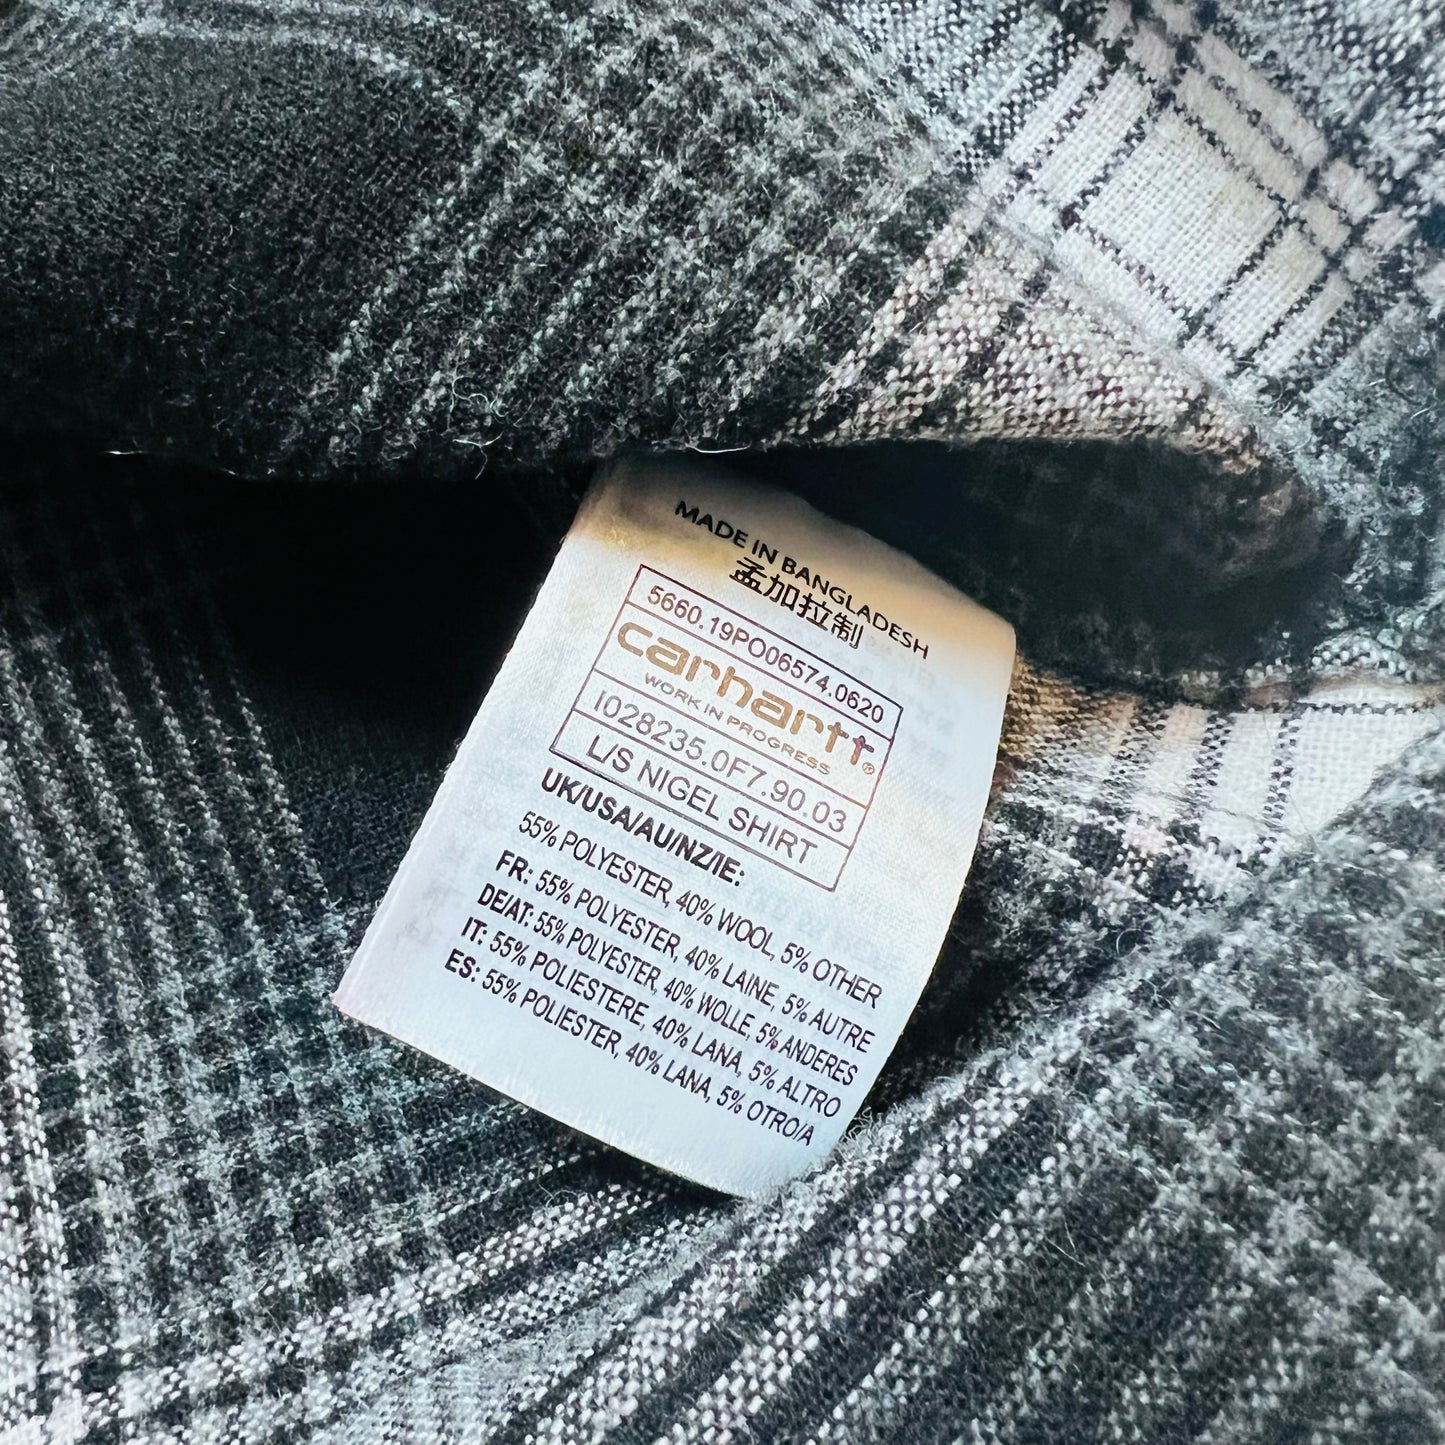 MADE IN BANGLADESH
孟加拉制
5660.19PO06574.0620
carhartt®
WORK IN PROGRESS
I028235.0F7.90.03
L/S NIGEL SHIRT
UK/USA/AU/NZ/IE:
55% POLYESTER, 40% WOOL, 5% OTHER
FR: 55% POLYESTER, 40% LAINE, 5% AUTRE
DE/AT: 55% POLYESTER, 40% WOLLE, 5% ANDERES
IT: 55% POLIESTERE, 40% LANA, 5% ALTRO
ES: 55% POLIESTER, 40% LANA, 5% OTRO/A